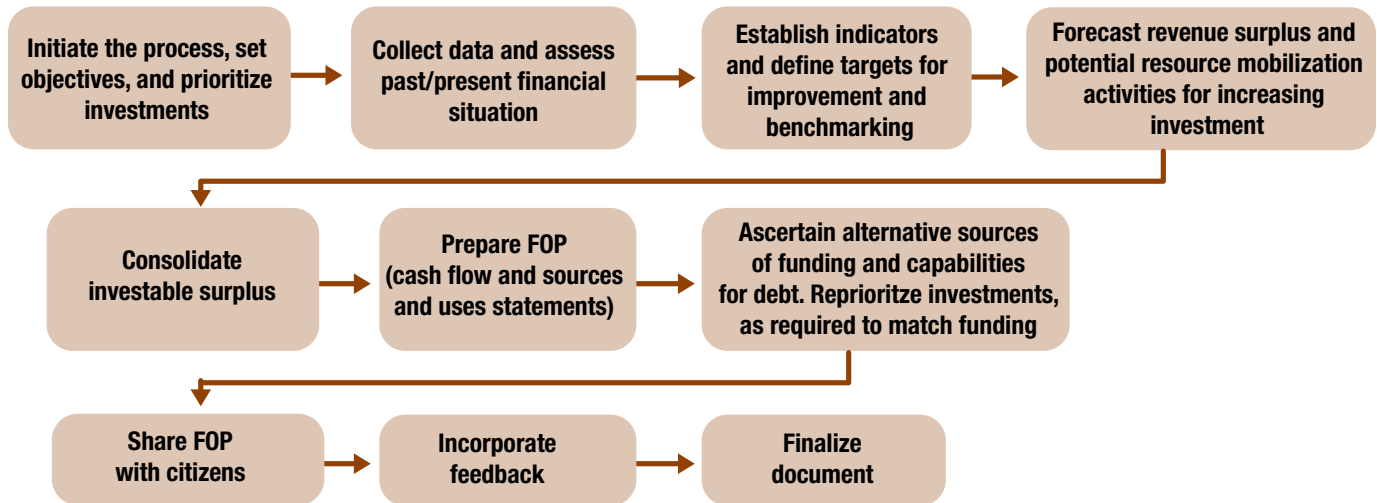 Initiate the process, set
objectives, and prioritize
investments
Collect data and assess
past/present financial
situation
Establish indicators
and define targets for
improvement and
benchmarking
Forecast revenue surplus and
potential resource mobilization
activities for increasing
investment
Consolidate
investable surplus
Prepare FOP
(cash flow and sources
and uses statements)
Ascertain alternative sources
of funding and capabilities
for debt. Repriоritze investments,
as required to match funding
Share FOP
with citizens
Incorporate
feedback
Finalize
document